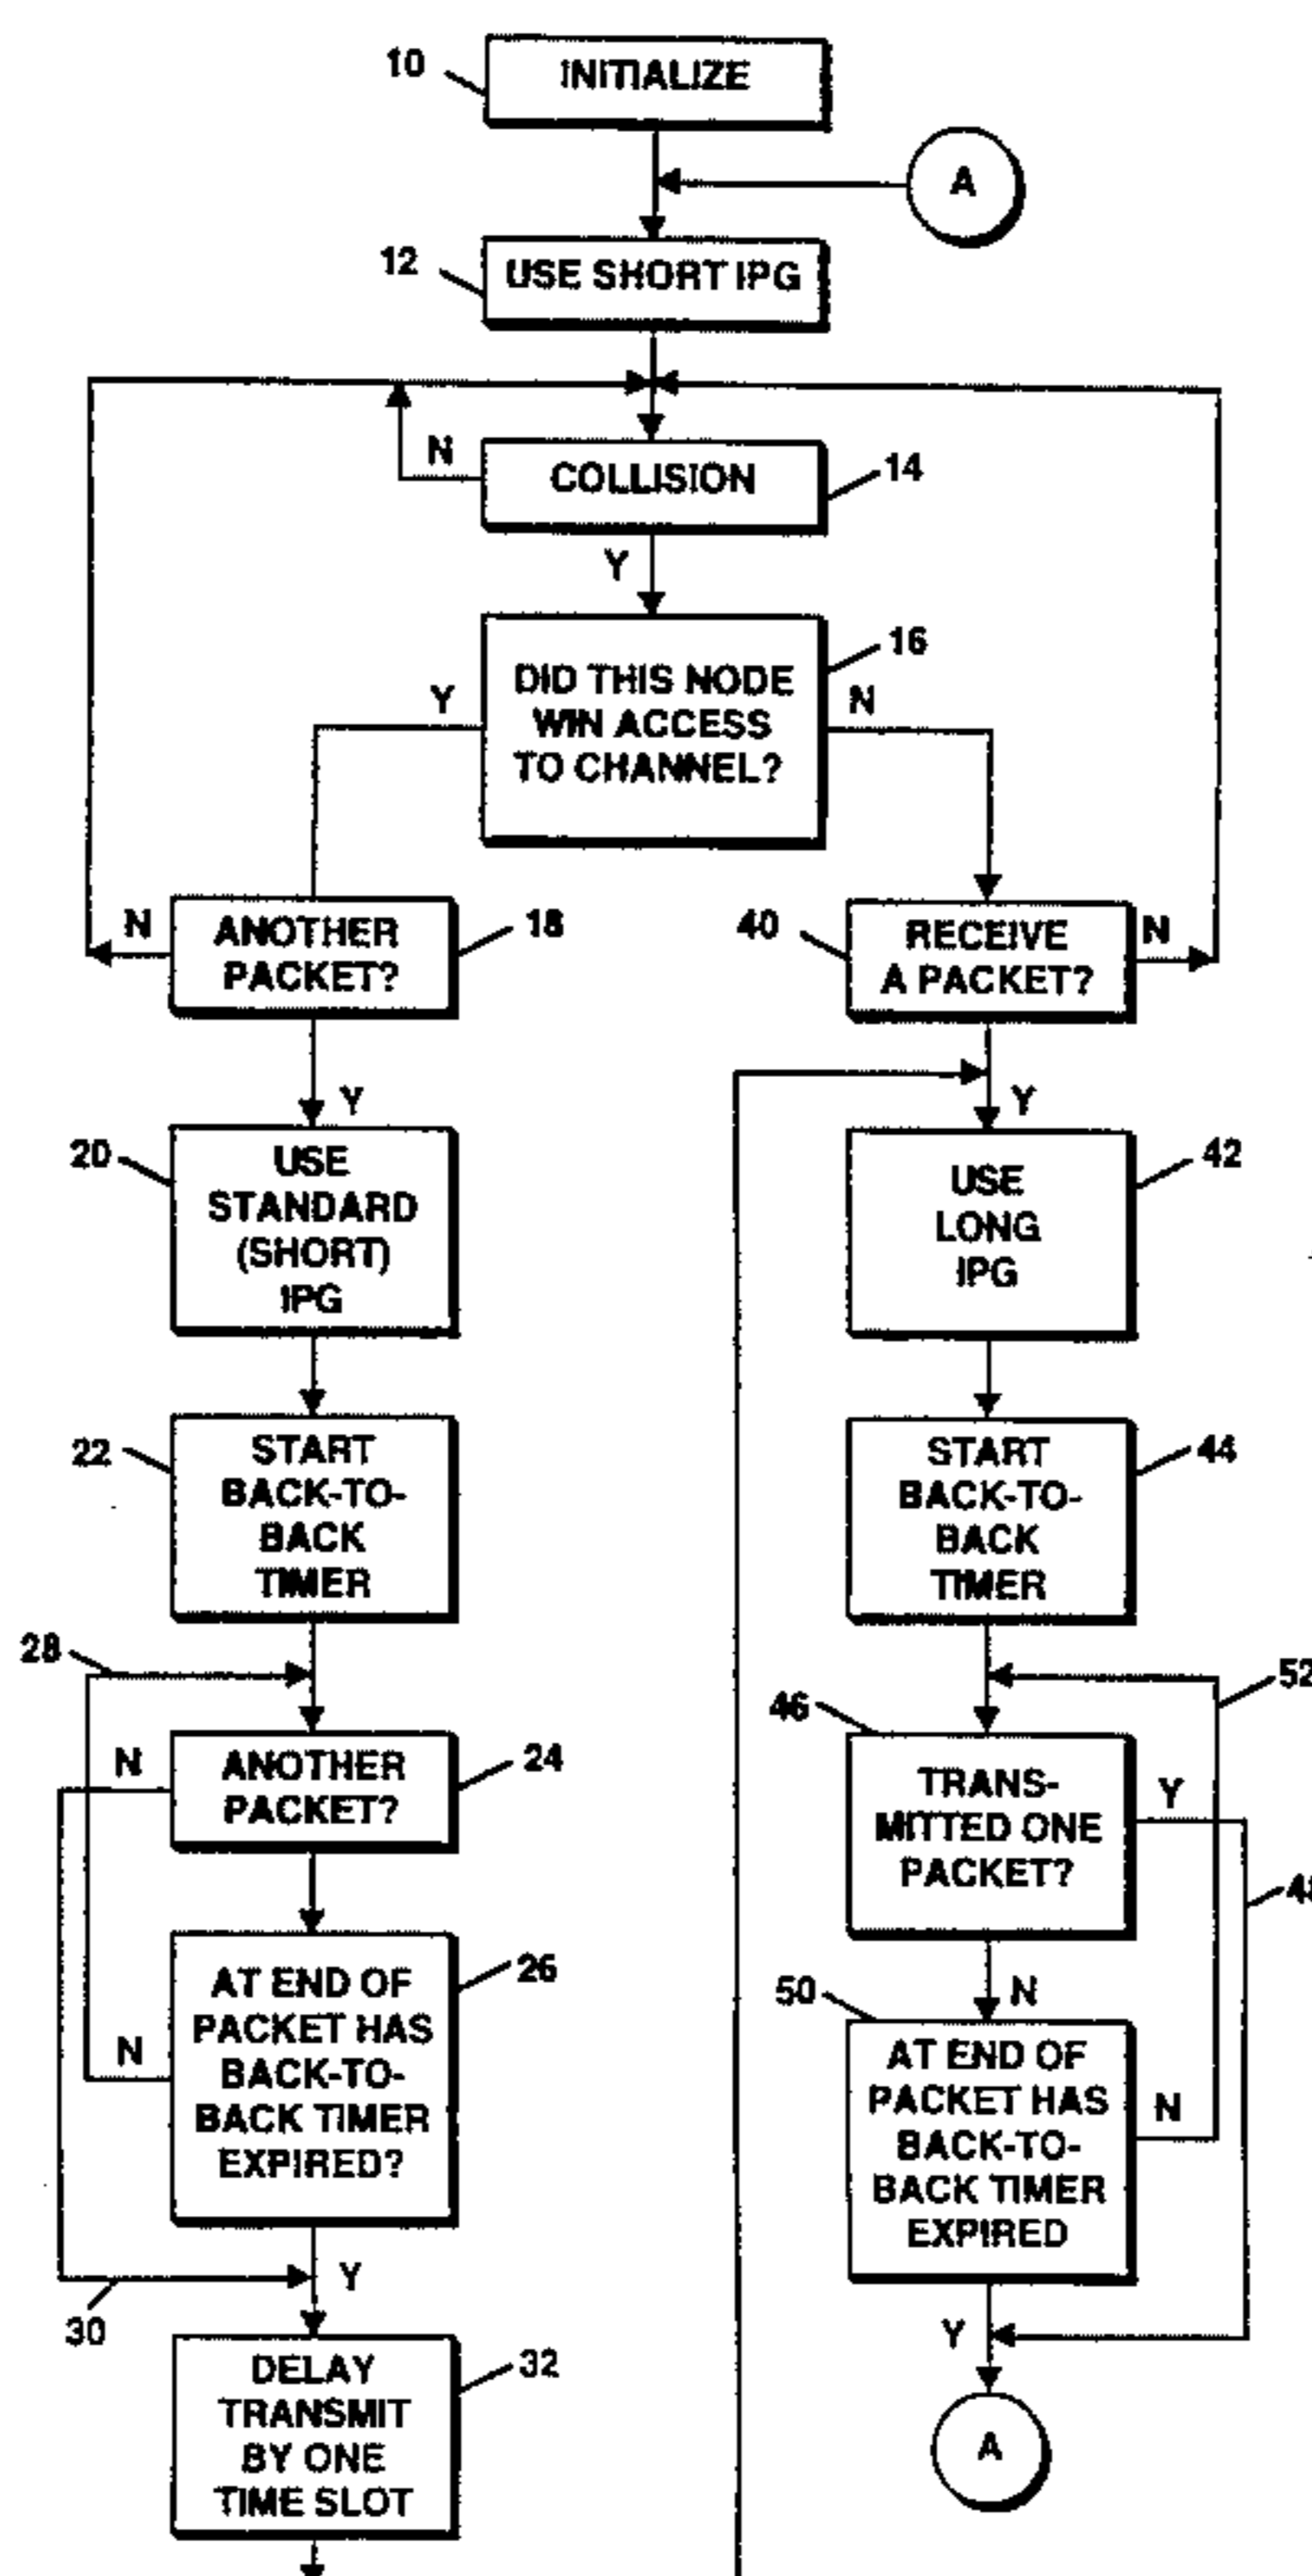 10
INITIALIZE
A
12
USE SHORT IPG
N
COLLISION
14
Y
16
DID THIS NODE
WIN ACCESS
TO CHANNEL?
Y
N
N
ANOTHER
PACKET?
18
40
RECEIVE
A PACKET?
N
Y
Y
20
USE
STANDARD
(SHORT)
IPG
42
USE
LONG
IPG
22
START
BACK-TO-
BACK
TIMER
44
START
BACK-TO-
BACK
TIMER
28
52
46
N
ANOTHER
PACKET?
24
TRANS-
MITTED ONE
PACKET?
Y
48
26
AT END OF
PACKET HAS
BACK-TO-
BACK TIMER
EXPIRED?
N
50
N
AT END OF
PACKET HAS
BACK-TO-
BACK TIMER
EXPIRED
N
Y
30
Y
32
DELAY
TRANSMIT
BY ONE
TIME SLOT
A